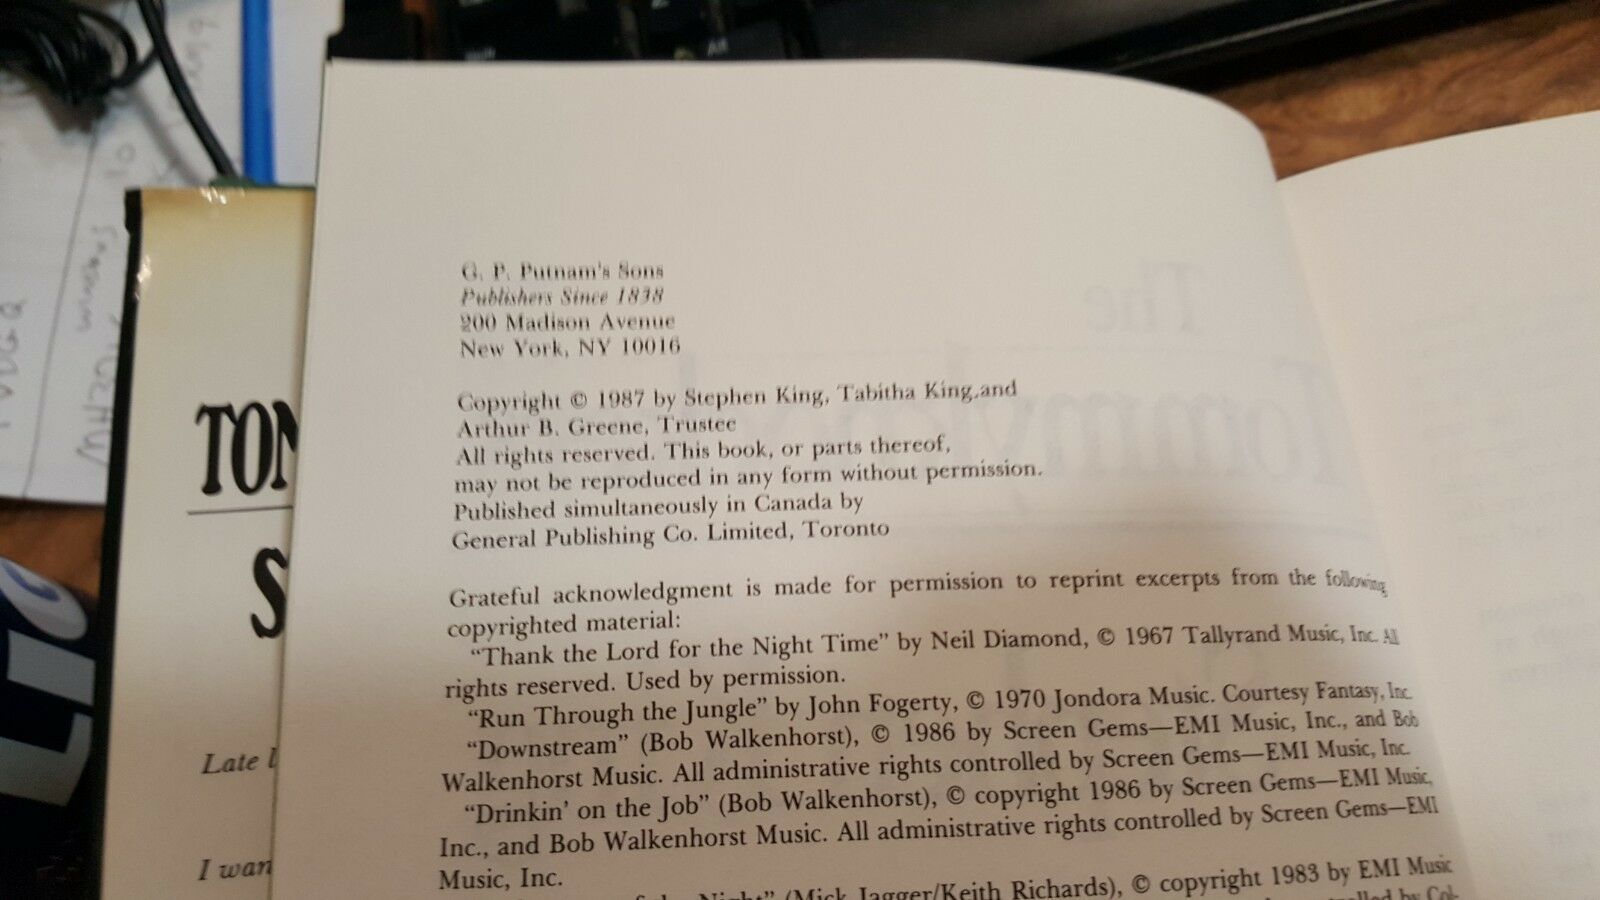 G. P. Putnam's Sons
Publishers Since 1838
200 Madison Avenue
New York, NY 10016
Copyright © 1987 by Stephen King, Tabitha King,and
Arthur B. Greene, Trustee
All rights reserved. This book, or parts thereof,
may not be reproduced in any form without permission.
Published simultaneously in Canada by
General Publishing Co. Limited, Toronto
Grateful acknowledgment is made for permission to reprint excerpts from the following
copyrighted material:
“Thank the Lord for the Night Time” by Neil Diamond, © 1967 Tallyrand Music, Inc. All
rights reserved. Used by permission.
“Run Through the Jungle” by John Fogerty, © 1970 Jondora Music. Courtesy Fantasy, Inc.
“Downstream” (Bob Walkenhorst), © 1986 by Screen Gems—EMI Music, Inc., and Bob
Walkenhorst Music. All administrative rights controlled by Screen Gems—EMI Music, Inc.
“Drinkin’ on the Job” (Bob Walkenhorst), © copyright 1986 by Screen Gems—EMI Music,
Inc., and Bob Walkenhorst Music. All administrative rights controlled by Screen Gems—EMI
Music, Inc.
Night” (Mick Jagger/Keith Richards), © copyright 1983 by EMI Music
by Col-
TOM
S
Late l
I wan
The
Tommy